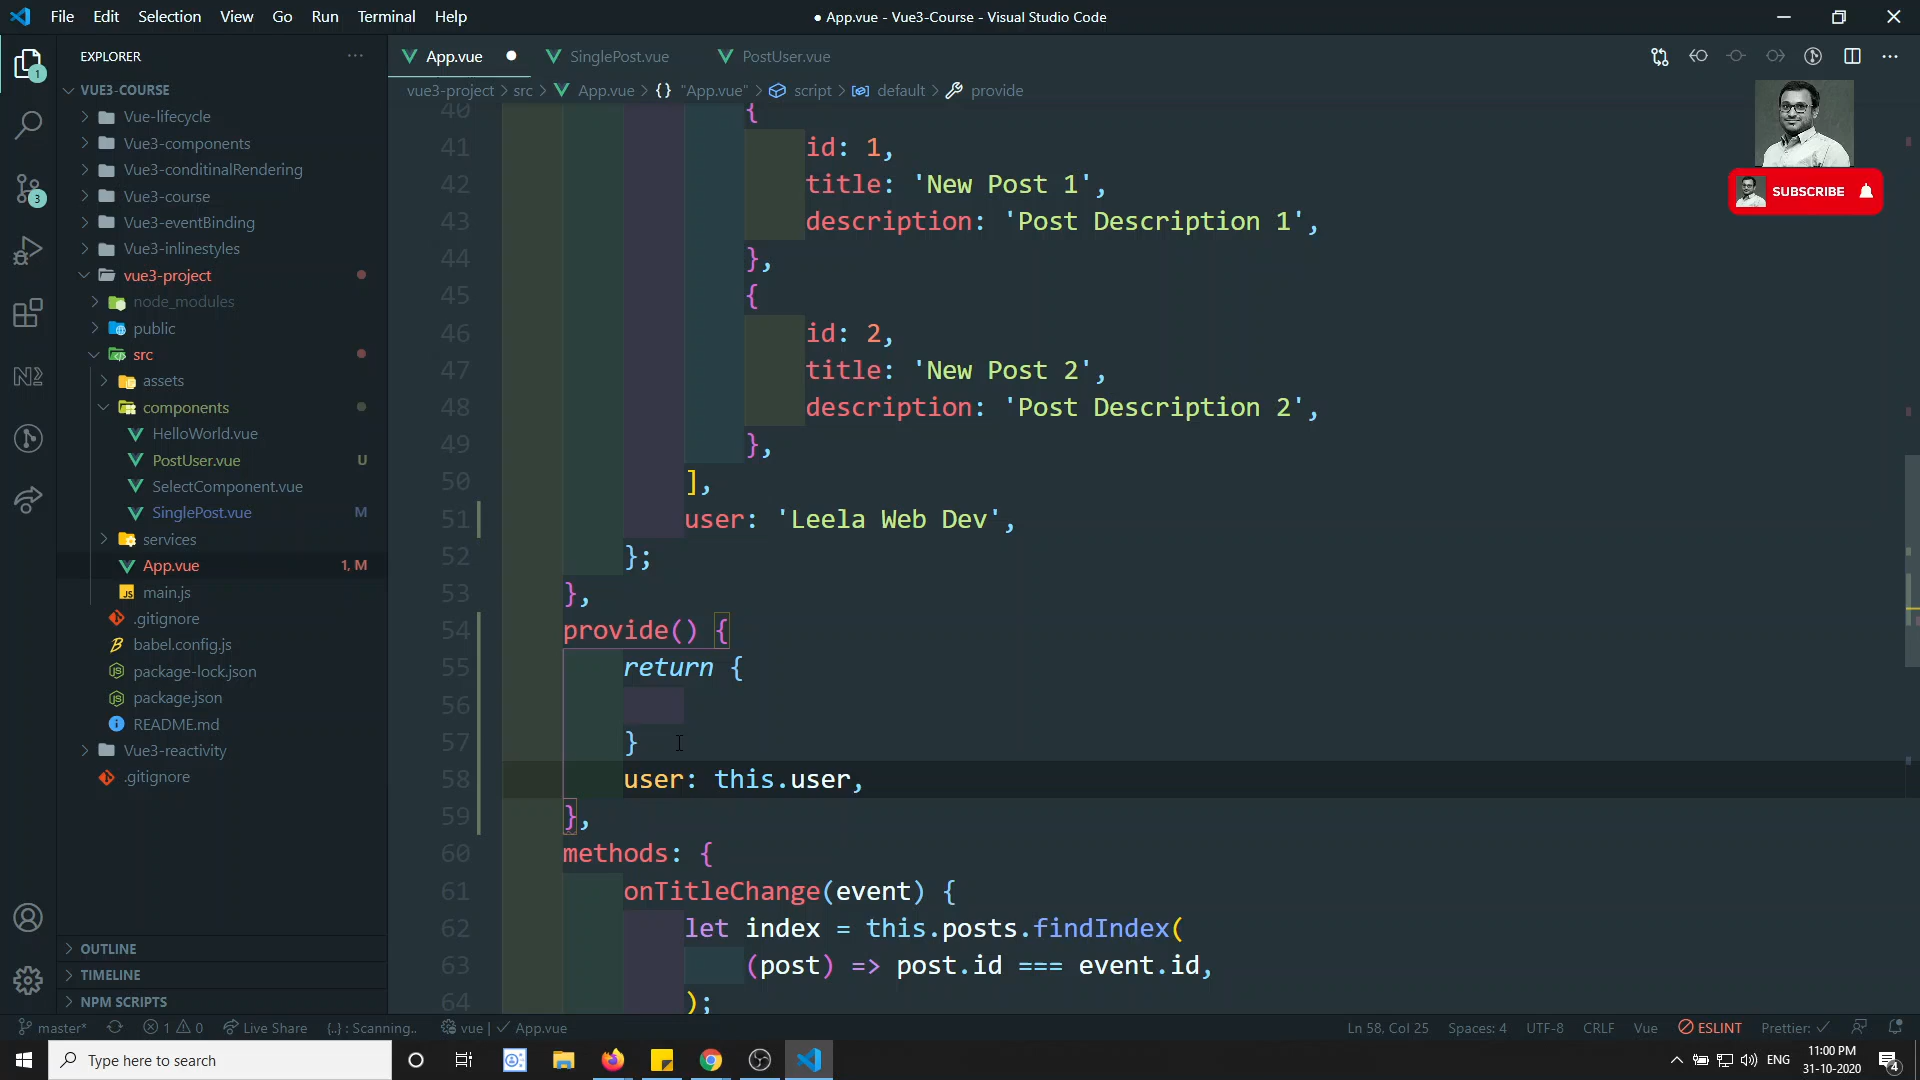 File Edit Selection View Go Run Terminal Help
● App.vue - Vue3-Course - Visual Studio Code
EXPLORER
App.vue
SinglePost.vue
PostUser.vue
vue3-project > src > App.vue > {} "App.vue" > script > default > provide
VUE3-COURSE
Vue-lifecycle
Vue3-components
Vue3-conditinalRendering
Vue3-course
Vue3-eventBinding
Vue3-inlinestyles
vue3-project
node_modules
public
src
assets
components
HelloWorld.vue
PostUser.vue U
SelectComponent.vue
SinglePost.vue M
services
App.vue 1, M
main.js
.gitignore
babel.config.js
package-lock.json
package.json
README.md
Vue3-reactivity
.gitignore
OUTLINE
TIMELINE
NPM SCRIPTS
1
3
40 {
41 id: 1,
42 title: 'New Post 1',
43 description: 'Post Description 1',
44 },
45 {
46 id: 2,
47 title: 'New Post 2',
48 description: 'Post Description 2',
49 },
50 ],
51 user: 'Leela Web Dev',
52 };
53 },
54 provide() {
55 return {
56
57 }
58 user: this.user,
59 },
60 methods: {
61 onTitleChange(event) {
62 let index = this.posts.findIndex(
63 (post) => post.id === event.id,
64 );
SUBSCRIBE
master* 1 0 Live Share {..} : Scanning.. vue | App.vue
Ln 58, Col 25 Spaces: 4 UTF-8 CRLF Vue ESLINT Prettier: ✓
Type here to search
ENG
11:00 PM
31-10-2020
4